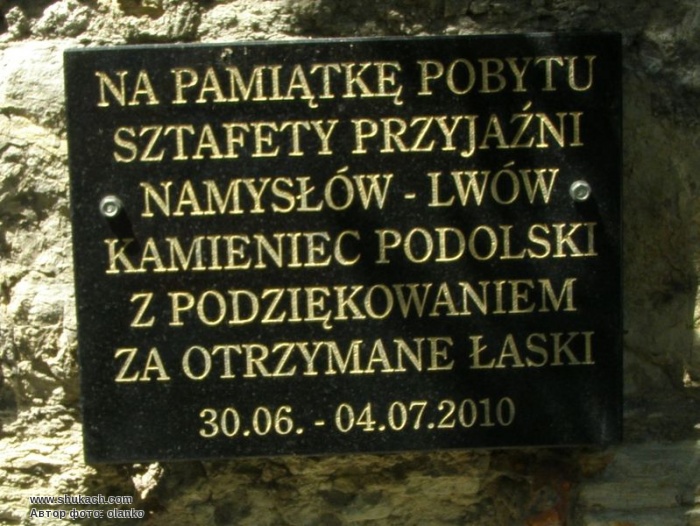 NA PAMIĄTKĘ POBYTU
SZTAFETY PRZYJAŹNI
NAMYSŁÓW - LWÓW
KAMIENIEC PODOLSKI
Z PODZIĘKOWANIEM
ZA OTRZYMANE ŁASKI
30.06. - 04.07.2010
www.shukach.com
Автор фото: olanko